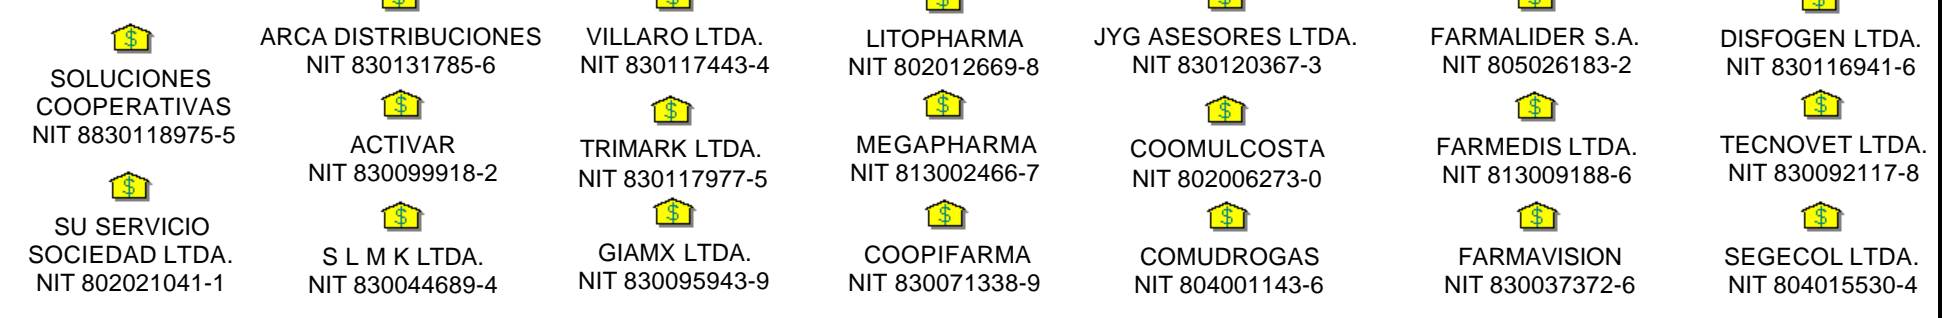 SOLUCIONES
COOPERATIVAS
NIT 8830118975-5
SU SERVICIO
SOCIEDAD LTDA.
NIT 802021041-1
ARCA DISTRIBUCIONES
NIT 830131785-6
ACTIVAR
NIT 830099918-2
S L M K LTDA.
NIT 830044689-4
VILLARO LTDA.
NIT 830117443-4
TRIMARK LTDA.
NIT 830117977-5
GIAMX LTDA.
NIT 830095943-9
LITOPHARMA
NIT 802012669-8
MEGAPHARMA
NIT 813002466-7
COOPIFARMA
NIT 830071338-9
JYG ASESORES LTDA.
NIT 830120367-3
COOMULCOSTA
NIT 802006273-0
COMUDROGAS
NIT 804001143-6
FARMALIDER S.A.
NIT 805026183-2
FARMEDIS LTDA.
NIT 813009188-6
FARMAVISION
NIT 830037372-6
DISFOGEN LTDA.
NIT 830116941-6
TECNOVET LTDA.
NIT 830092117-8
SEGECOL LTDA.
NIT 804015530-4